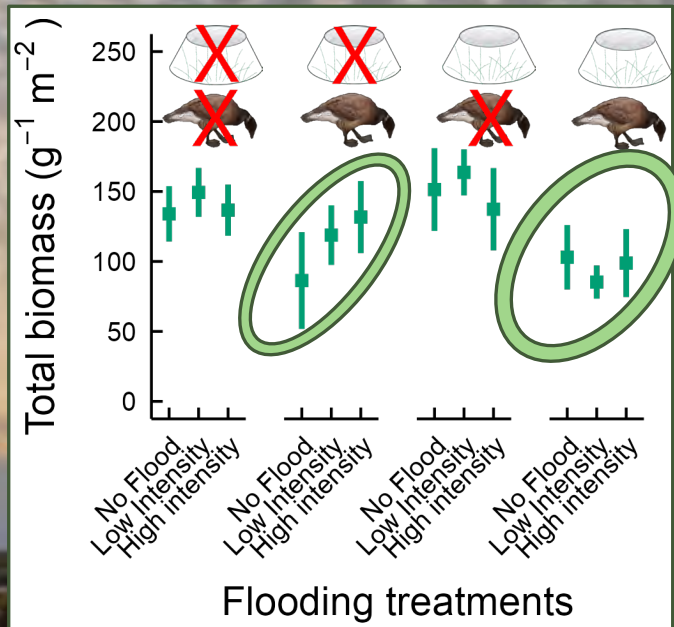 Total biomass (g⁻¹ m⁻²)
250
200
150
100
50
0
No Flood
Low Intensity
High intensity
No Flood
Low Intensity
High intensity
No Flood
Low Intensity
High intensity
No Flood
Low Intensity
High intensity
Flooding treatments